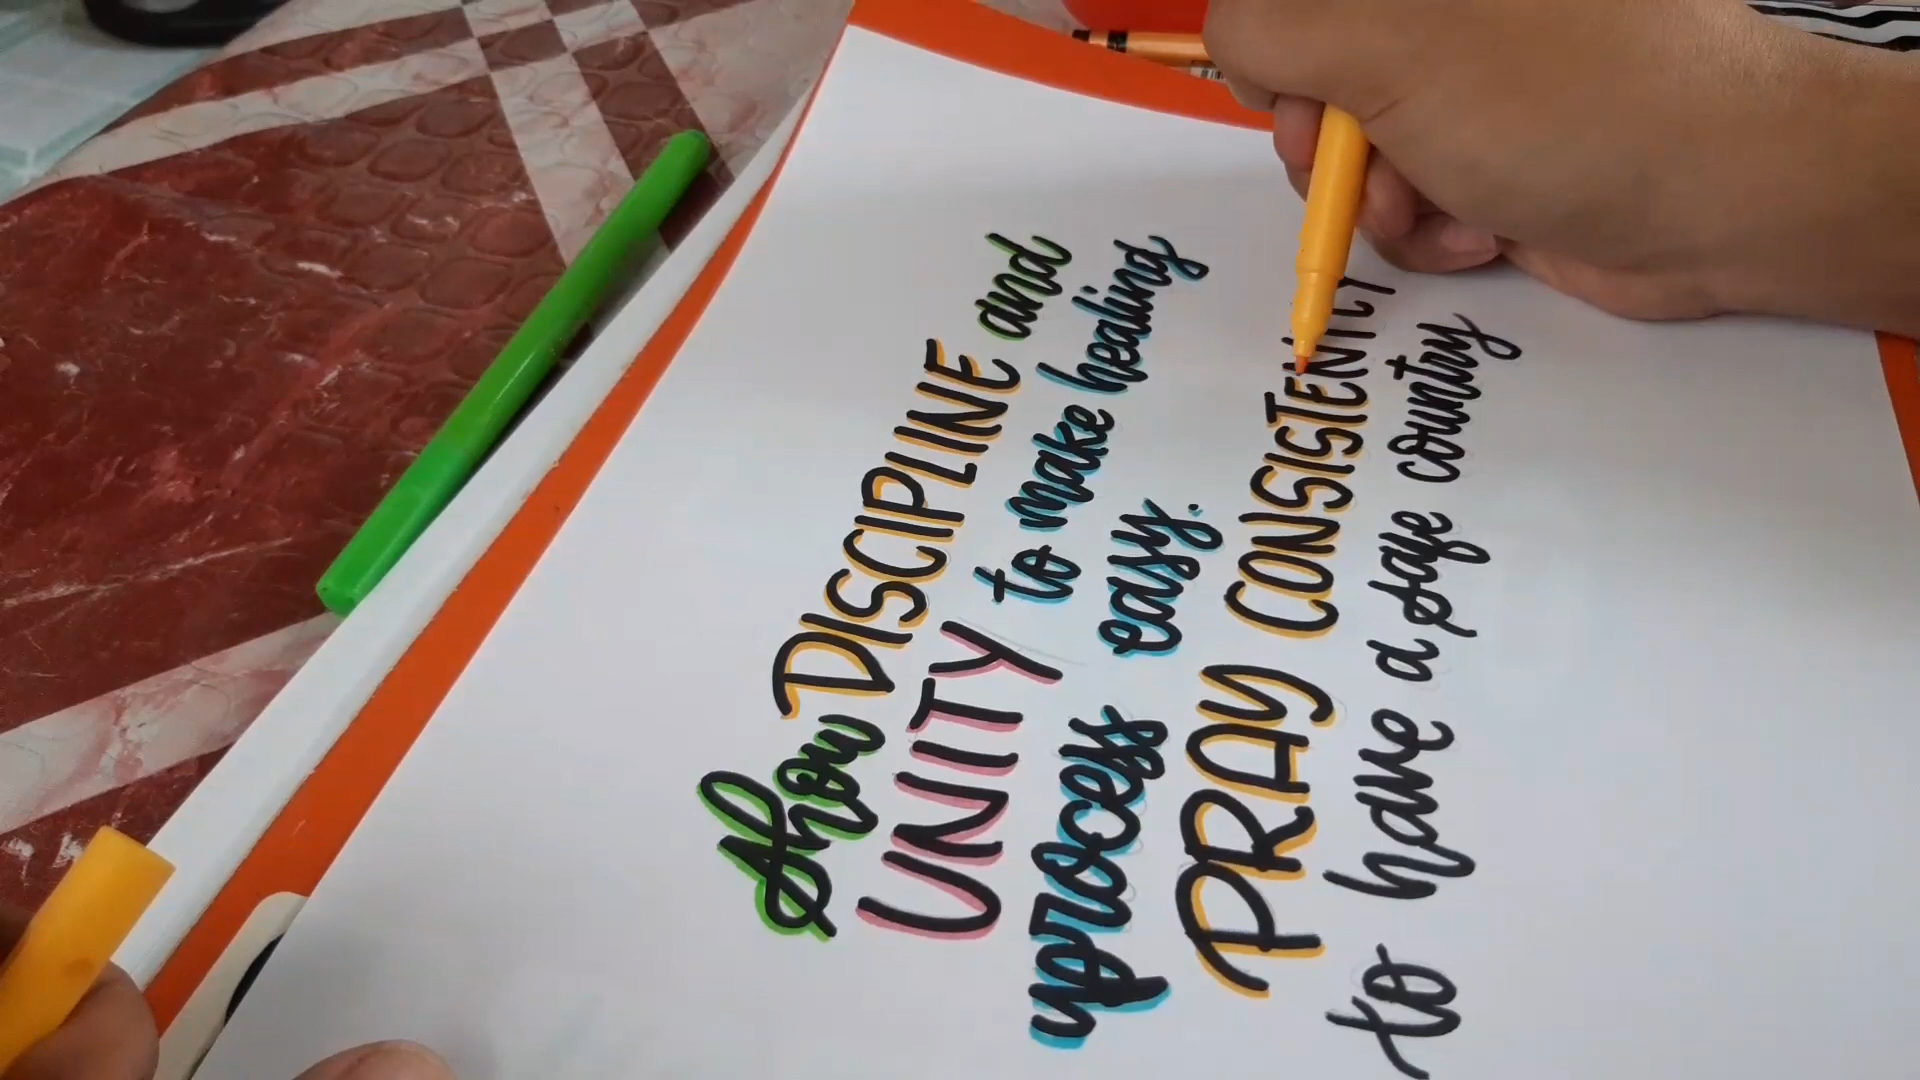 Show DISCIPLINE and
UNITY to make healing
process easy.
PRAY CONSISTENTLY
to have a safe country